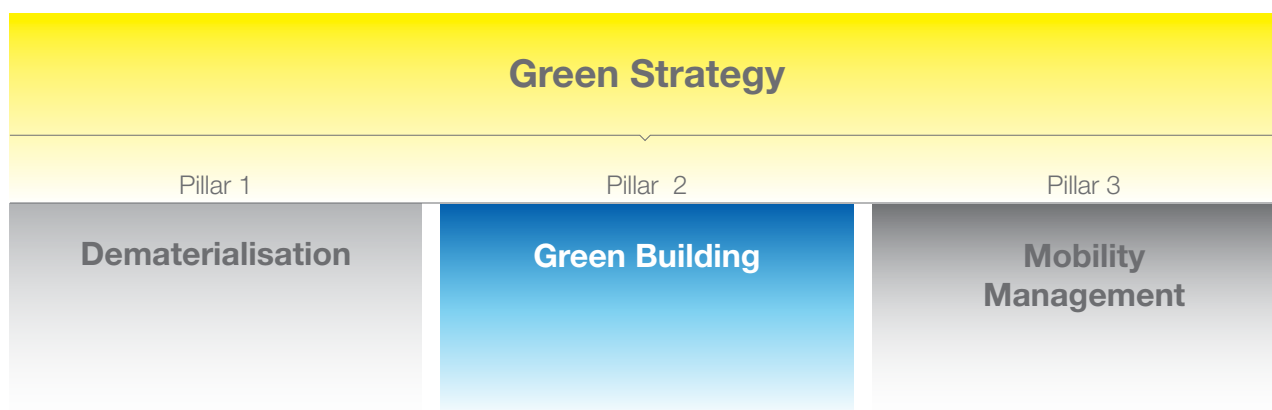 Green Strategy
Pillar 1
Pillar 2
Pillar 3
Dematerialisation
Green Building
Mobility
Management